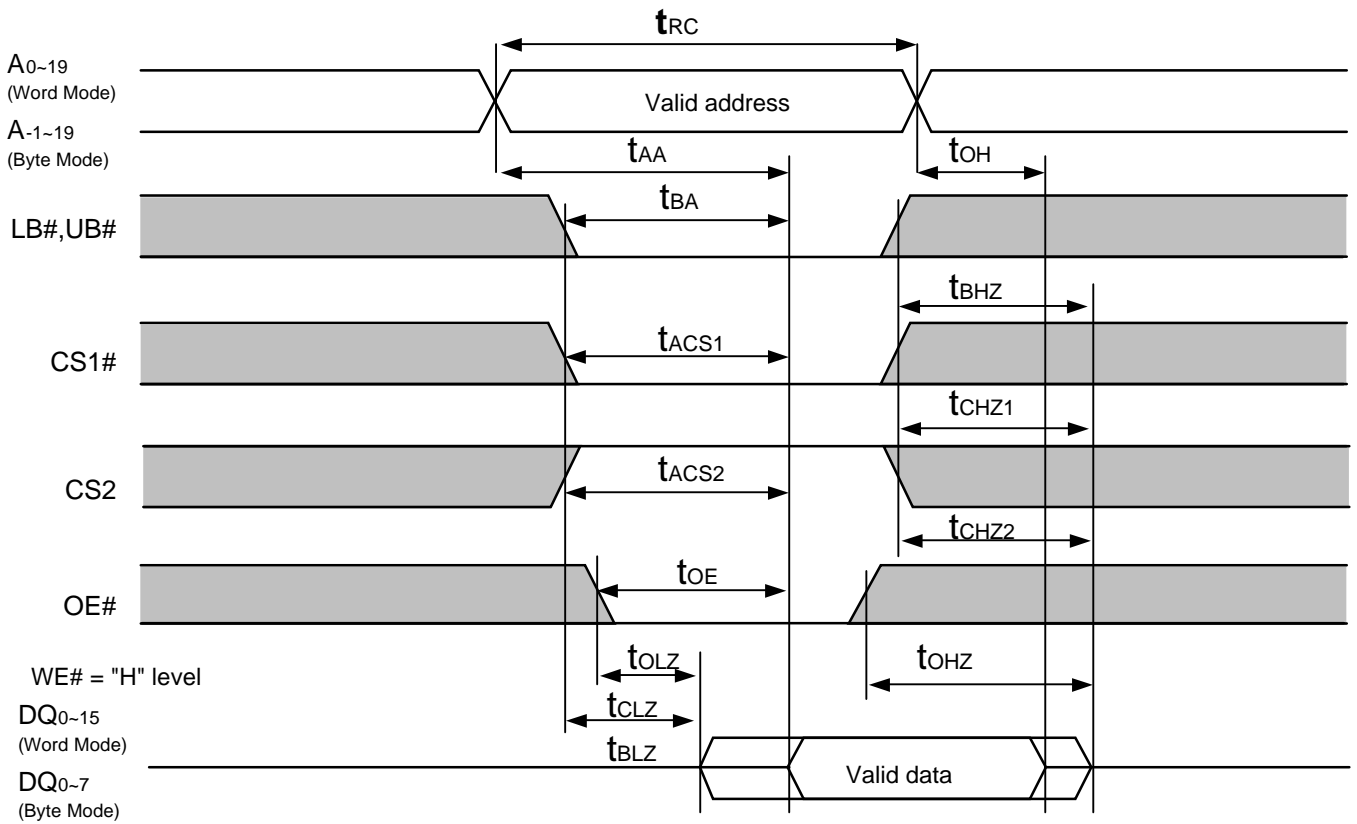 tRC
A0~19
(Word Mode)
Valid address
A-1~19
(Byte Mode)
tAA
tOH
tBA
LB#,UB#
tBHZ
tACS1
CS1#
tCHZ1
tACS2
CS2
tCHZ2
tOE
OE#
tOLZ
tOHZ
WE# = "H" level
tCLZ
DQ0~15
(Word Mode)
tBLZ
Valid data
DQ0~7
(Byte Mode)